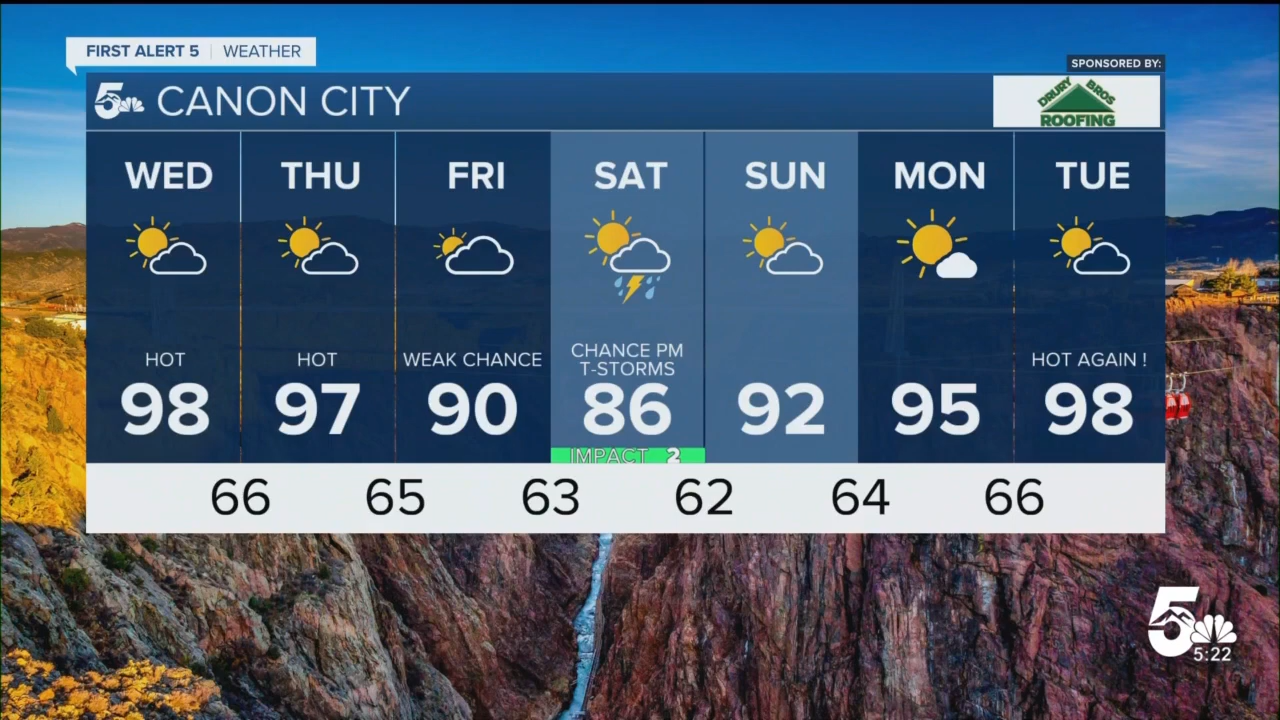 FIRST ALERT 5 | WEATHER
SPONSORED BY:
5 CANON CITY
DRURY BROS
ROOFING
WED THU FRI SAT SUN MON TUE
HOT HOT WEAK CHANCE CHANCE PM T-STORMS HOT AGAIN !
98 97 90 86 92 95 98
IMPACT 2
66 65 63 62 64 66
5
5:22